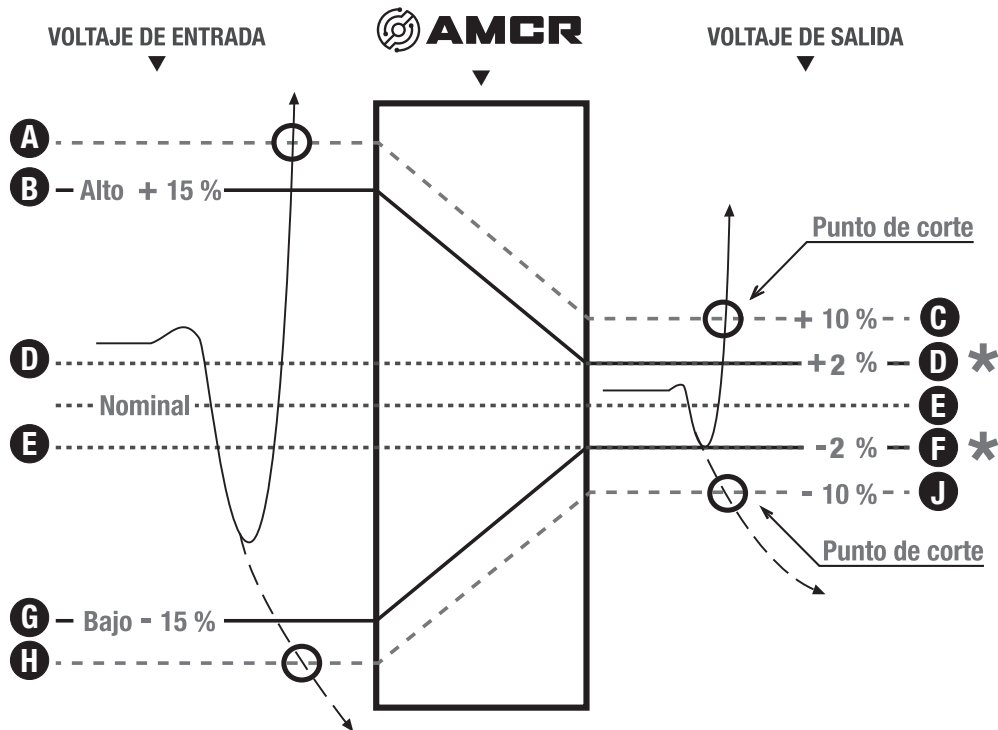 VOLTAJE DE ENTRADA
AMCR
VOLTAJE DE SALIDA
A
B Alto + 15 %
Punto de corte
+ 10 % C
D
+2 % D *
Nominal
E
E
-2 % F *
- 10 % J
Punto de corte
G Bajo - 15 %
H